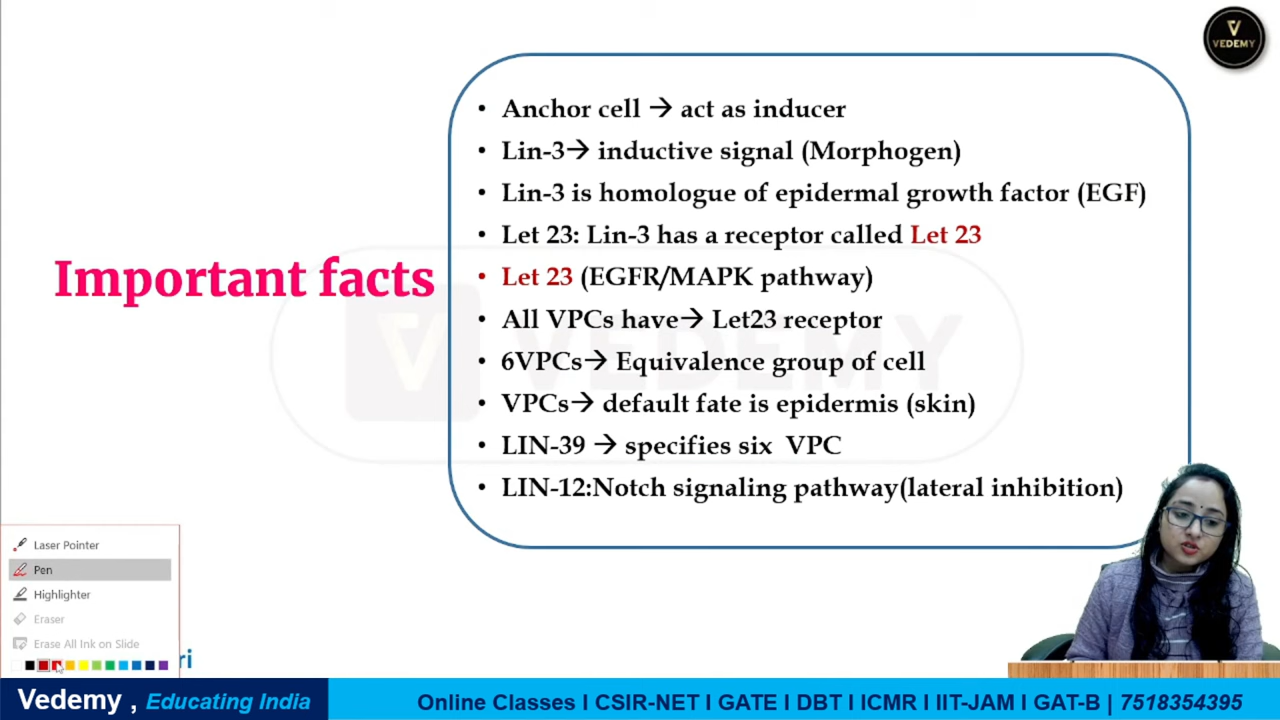 VEDEMY
Important facts
• Anchor cell → act as inducer
• Lin-3→ inductive signal (Morphogen)
• Lin-3 is homologue of epidermal growth factor (EGF)
• Let 23: Lin-3 has a receptor called Let 23
• Let 23 (EGFR/MAPK pathway)
• All VPCs have→ Let23 receptor
• 6VPCs→ Equivalence group of cell
• VPCs→ default fate is epidermis (skin)
• LIN-39 → specifies six VPC
• LIN-12:Notch signaling pathway(lateral inhibition)
VEDEMY
Laser Pointer
Pen
Highlighter
Eraser
Erase All Ink on Slide
ri
Vedemy , Educating India
Online Classes I CSIR-NET I GATE I DBT I ICMR I IIT-JAM I GAT-B | 7518354395